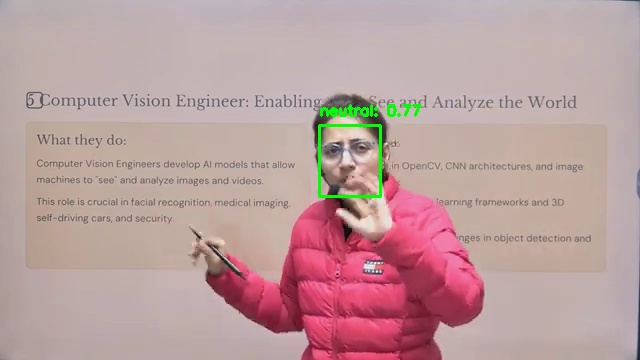 5 Computer Vision Engineer: Enabling See and Analyze the World
neutral: 0.77
What they do:
Computer Vision Engineers develop AI models that allow
machines to "see" and analyze images and videos.
This role is crucial in facial recognition, medical imaging,
self-driving cars, and security.
in OpenCV, CNN architectures, and image
learning frameworks and 3D
in object detection and
TOMMY
JEANS